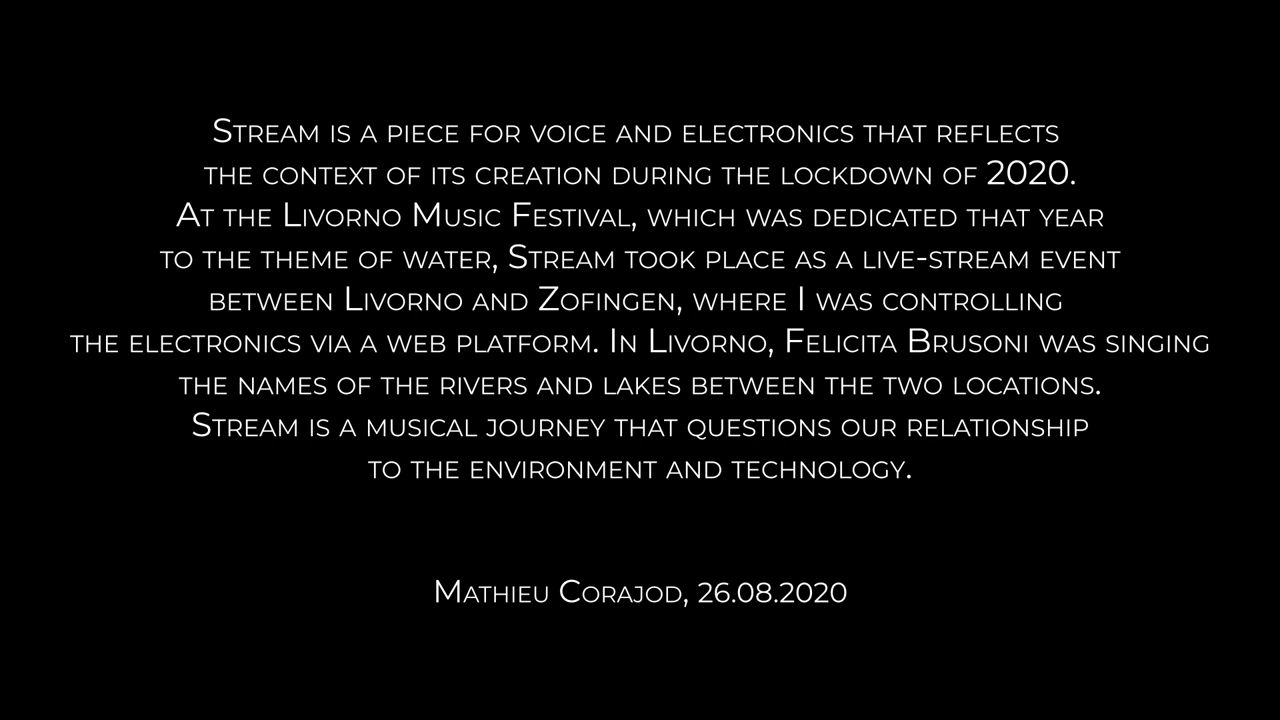 Stream is a piece for voice and electronics that reflects
the context of its creation during the lockdown of 2020.
At the Livorno Music Festival, which was dedicated that year
to the theme of water, Stream took place as a live-stream event
between Livorno and Zofingen, where I was controlling
the electronics via a web platform. In Livorno, Felicita Brusoni was singing
the names of the rivers and lakes between the two locations.
Stream is a musical journey that questions our relationship
to the environment and technology.
Mathieu Corajod, 26.08.2020